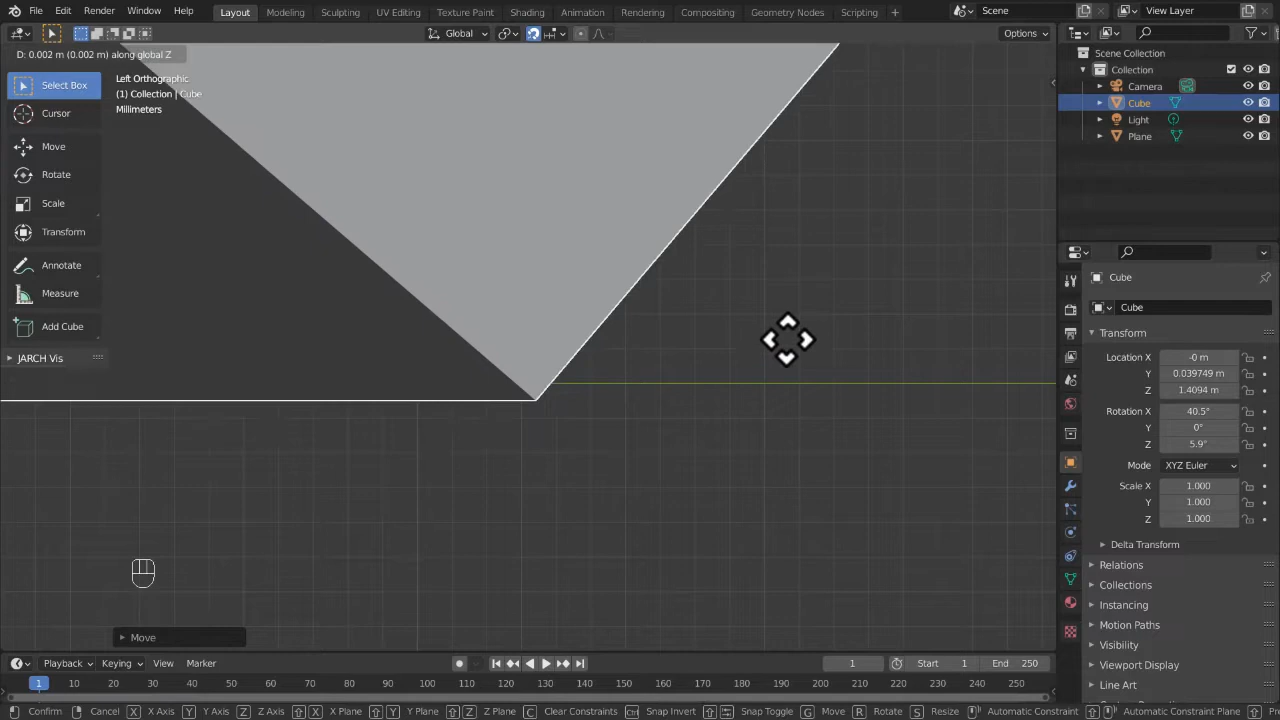 File Edit Render Window Help Layout Modeling Sculpting UV Editing Texture Paint Shading Animation Rendering Compositing Geometry Nodes Scripting + Scene View Layer
Global Options
D: 0.002 m (0.002 m) along global Z
Left Orthographic
(1) Collection | Cube
Millimeters
Select Box
Cursor
Move
Rotate
Scale
Transform
Annotate
Measure
Add Cube
JARCH Vis
Move
Scene Collection
Collection
Camera
Cube
Light
Plane
Cube
Cube
Transform
Location X -0 m
Y 0.039749 m
Z 1.4094 m
Rotation X 40.5°
Y 0°
Z 5.9°
Mode XYZ Euler
Scale X 1.000
Y 1.000
Z 1.000
Delta Transform
Relations
Collections
Instancing
Motion Paths
Visibility
Viewport Display
Line Art
Playback Keying View Marker 1 Start 1 End 250
1 10 20 30 40 50 60 70 80 90 100 110 120 130 140 150 160 170 180 190 200 210 220 230 240 250
Confirm Cancel X X Axis Y Y Axis Z Z Axis X X Plane Y Y Plane Z Z Plane C Clear Constraints Ctrl Snap Invert Snap Toggle G Move R Rotate S Resize Automatic Constraint Automatic Constraint Plane